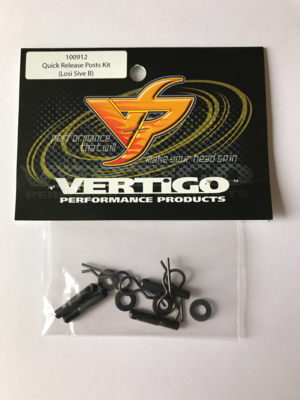 100912
Quick Release Posts Kit
(Losi 5ive B)
performance
that will
make your head spin
VERTIGO
PERFORMANCE PRODUCTS